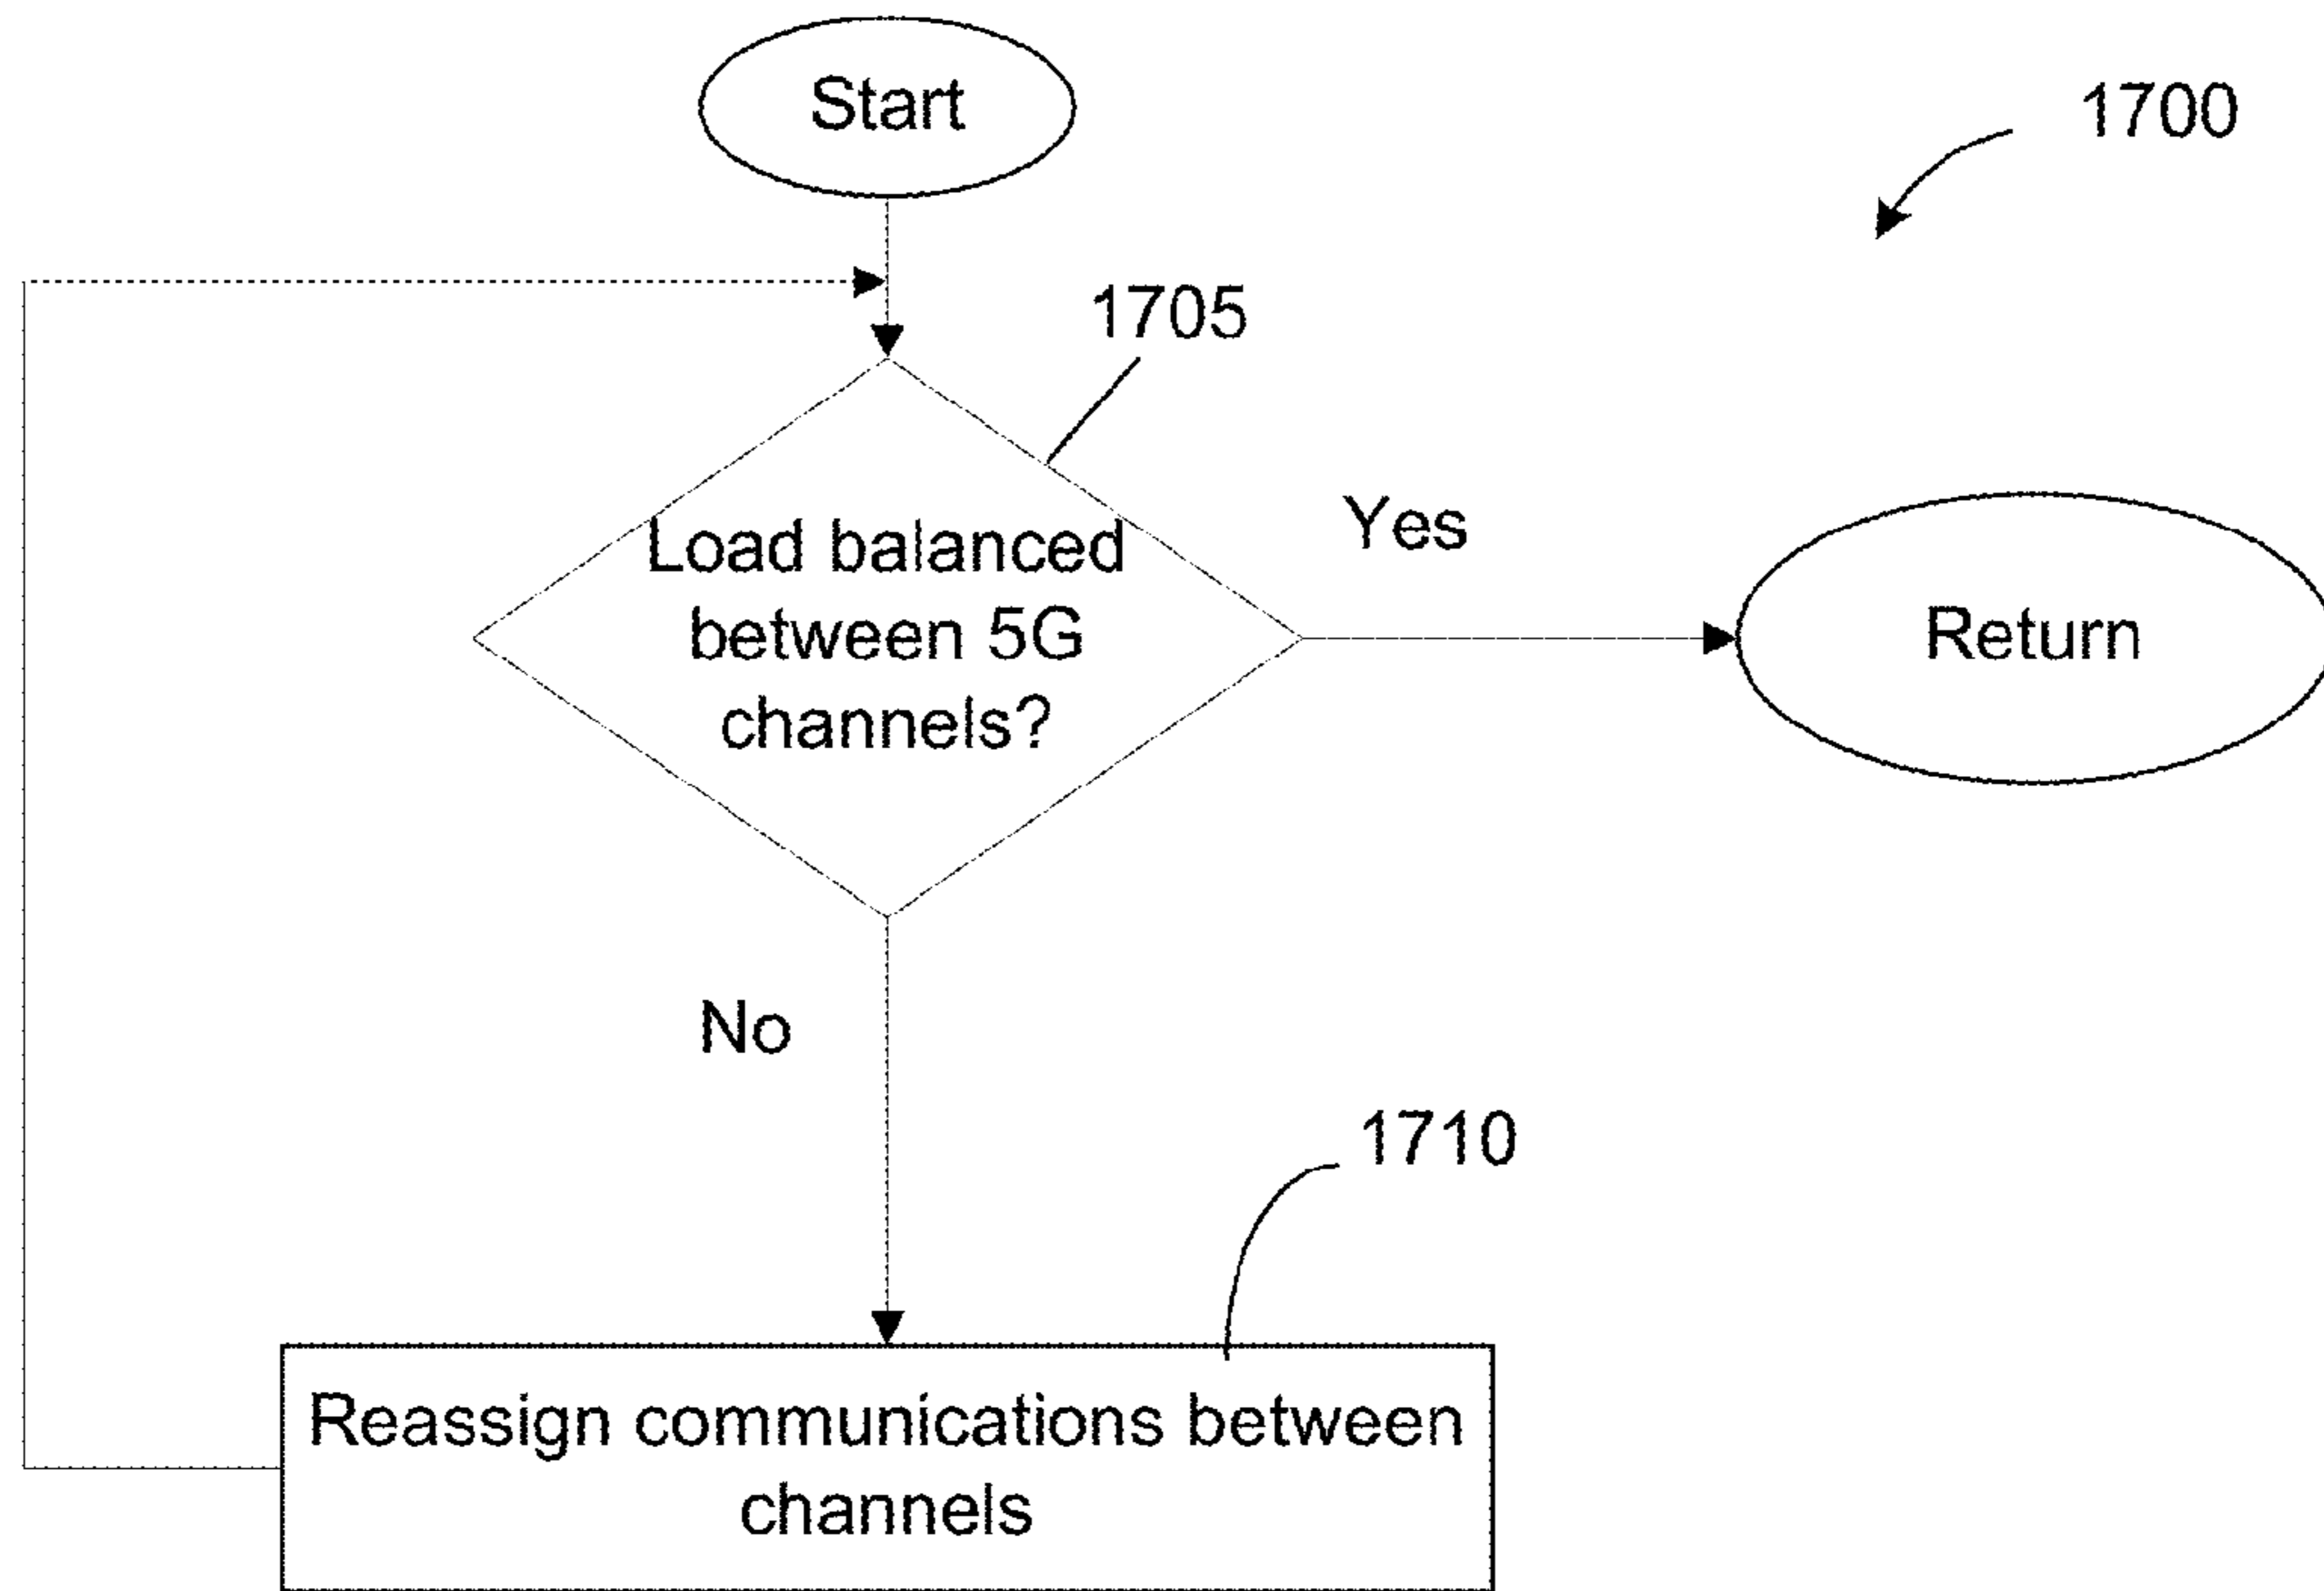 Start
1700
1705
Load balanced
between 5G
channels?
Yes
Return
No
1710
Reassign communications between
channels